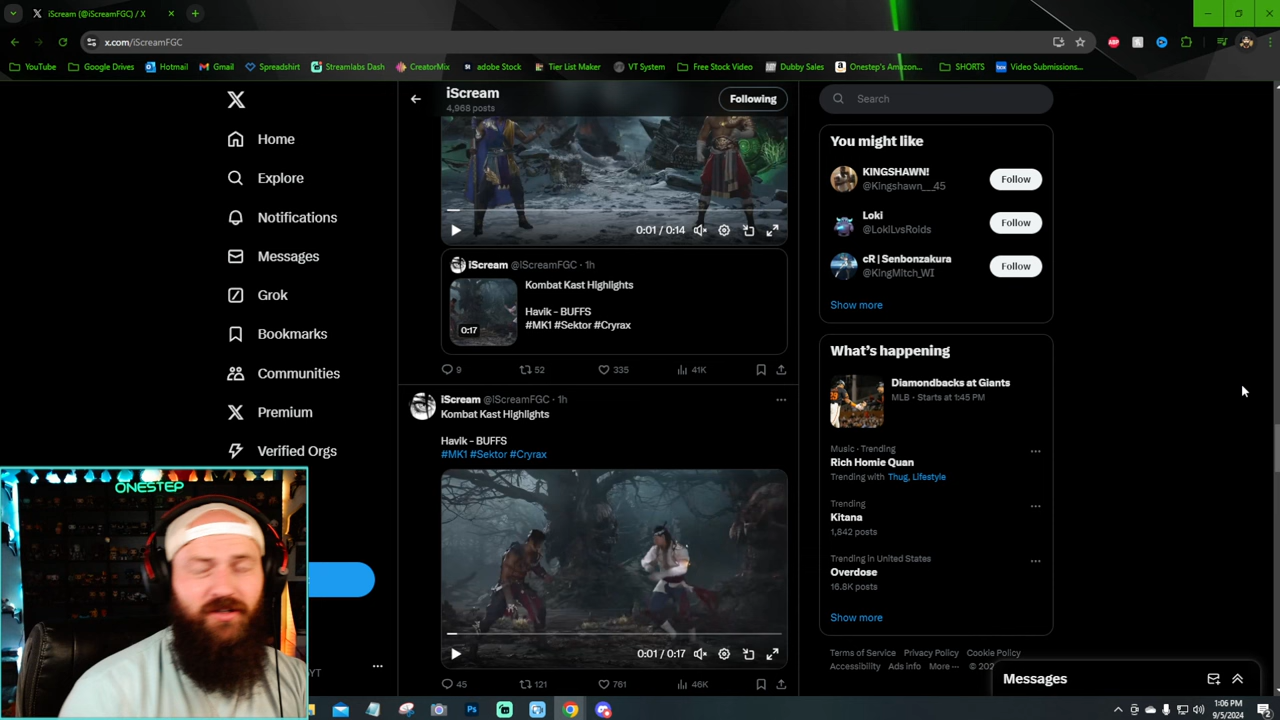 iScream (@iScreamFGC) / X
x.com/iScreamFGC
YouTube
Google Drives
Hotmail
Gmail
Spreadshirt
Streamlabs Dash
CreatorMix
adobe Stock
Tier List Maker
VT System
Free Stock Video
Dubby Sales
Onestep's Amazon...
SHORTS
Video Submissions...
Home
Explore
Notifications
Messages
Grok
Bookmarks
Communities
Premium
Verified Orgs
iScream
4,968 posts
Following
0:01 / 0:14
iScream @iScreamFGC · 1h
Kombat Kast Highlights
Havik - BUFFS
#MK1 #Sektor #Cryrax
0:17
9
52
335
41K
iScream @iScreamFGC · 1h
Kombat Kast Highlights
Havik - BUFFS
#MK1 #Sektor #Cryrax
0:01 / 0:17
45
121
761
46K
Search
You might like
KINGSHAWN!
@Kingshawn__45
Follow
Loki
@LokiLvsRoids
Follow
cR | Senbonzakura
@KingMitch_WI
Follow
Show more
What's happening
Diamondbacks at Giants
MLB · Starts at 1:45 PM
Music · Trending
Rich Homie Quan
Trending with Thug, Lifestyle
Trending
Kitana
1,842 posts
Trending in United States
Overdose
16.8K posts
Show more
Terms of Service Privacy Policy Cookie Policy
Accessibility Ads info More ··· © 202
Messages
ONESTEP
YT
1:06 PM
9/5/2024
2